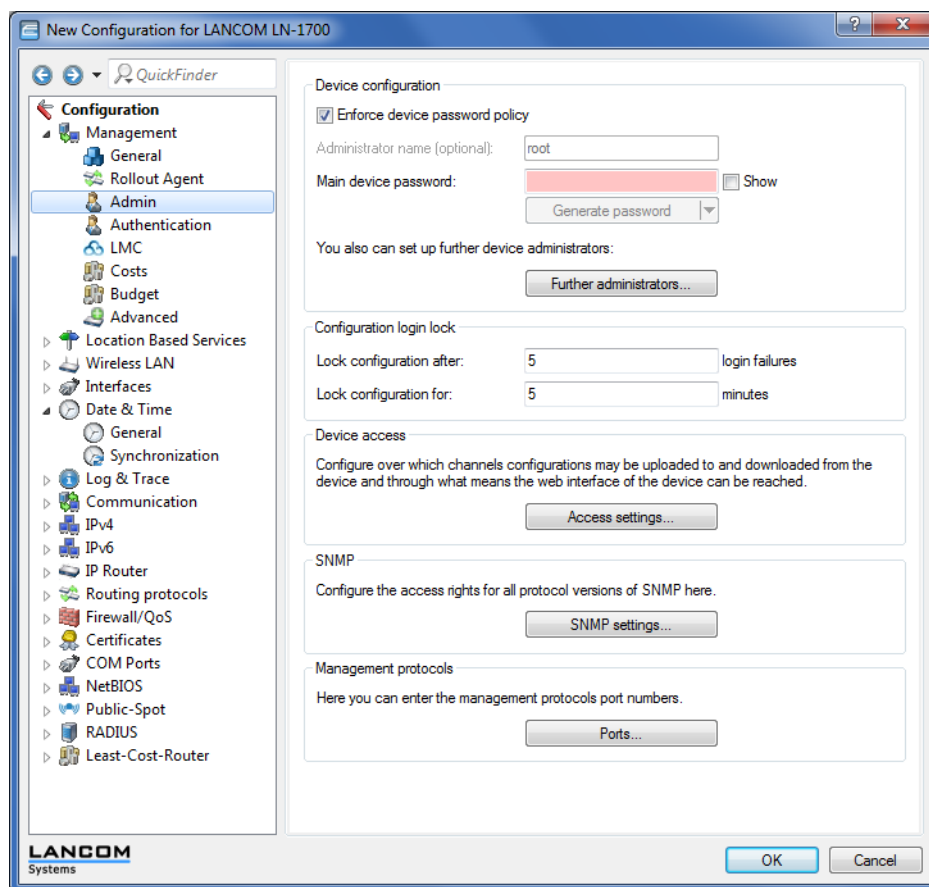 New Configuration for LANCOM LN-1700
?
QuickFinder
Configuration
Management
General
Rollout Agent
Admin
Authentication
LMC
Costs
Budget
Advanced
Location Based Services
Wireless LAN
Interfaces
Date & Time
General
Synchronization
Log & Trace
Communication
IPv4
IPv6
IP Router
Routing protocols
Firewall/QoS
Certificates
COM Ports
NetBIOS
Public-Spot
RADIUS
Least-Cost-Router
Device configuration
Enforce device password policy
Administrator name (optional): root
Main device password: Show
Generate password
You also can set up further device administrators:
Further administrators...
Configuration login lock
Lock configuration after: 5 login failures
Lock configuration for: 5 minutes
Device access
Configure over which channels configurations may be uploaded to and downloaded from the
device and through what means the web interface of the device can be reached.
Access settings...
SNMP
Configure the access rights for all protocol versions of SNMP here.
SNMP settings...
Management protocols
Here you can enter the management protocols port numbers.
Ports...
LANCOM
Systems
OK Cancel